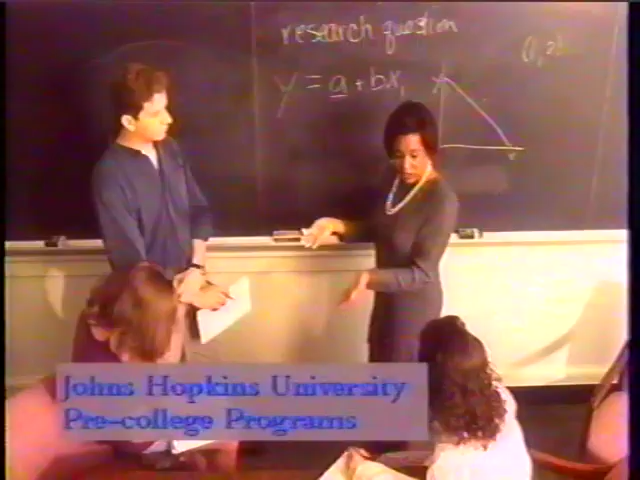 research question
y = a + bx₁
Johns Hopkins University
Pre-college Programs